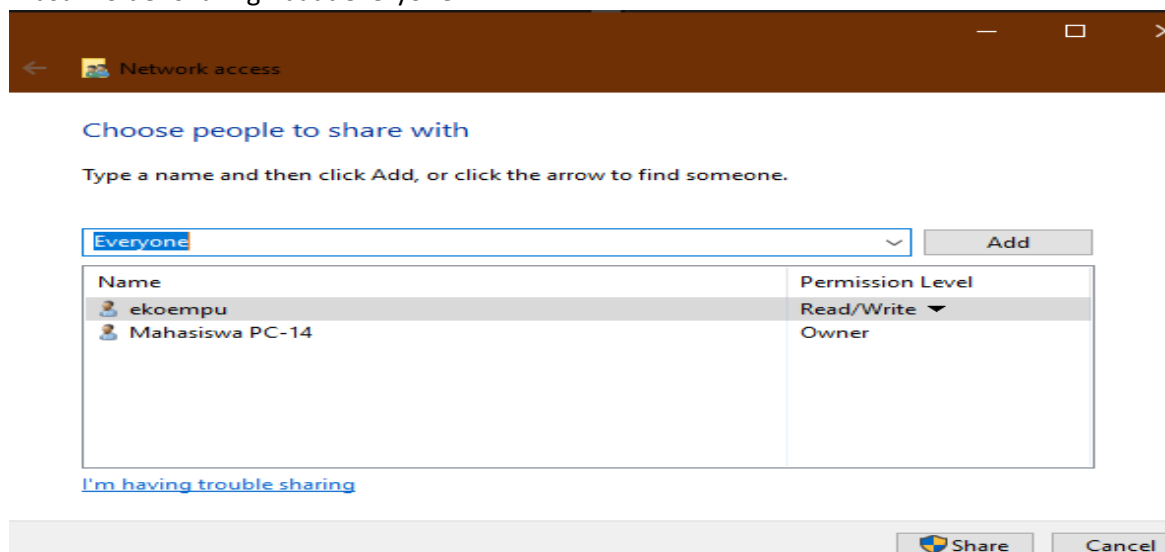 Network access
Choose people to share with
Type a name and then click Add, or click the arrow to find someone.
Everyone Add
Name Permission Level
ekoempu Read/Write
Mahasiswa PC-14 Owner
I'm having trouble sharing
Share Cancel